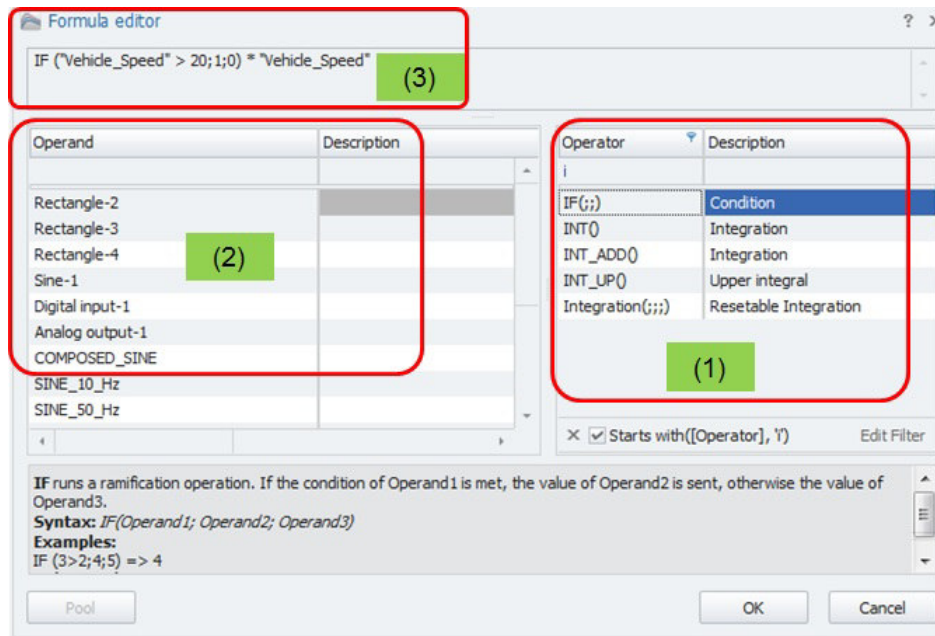 Formula editor
?
IF ("Vehicle_Speed" > 20;1;0) * "Vehicle_Speed"
(3)
Operand Description
Rectangle-2
Rectangle-3
Rectangle-4
(2)
Sine-1
Digital input-1
Analog output-1
COMPOSED_SINE
SINE_10_Hz
SINE_50_Hz
Operator Description
i
IF(;;) Condition
INT() Integration
INT_ADD() Integration
INT_UP() Upper integral
Integration(;;;) Resetable Integration
(1)
Starts with([Operator], 'i') Edit Filter
IF runs a ramification operation. If the condition of Operand1 is met, the value of Operand2 is sent, otherwise the value of
Operand3.
Syntax: IF(Operand1; Operand2; Operand3)
Examples:
IF (3>2;4;5) => 4
Pool
OK
Cancel